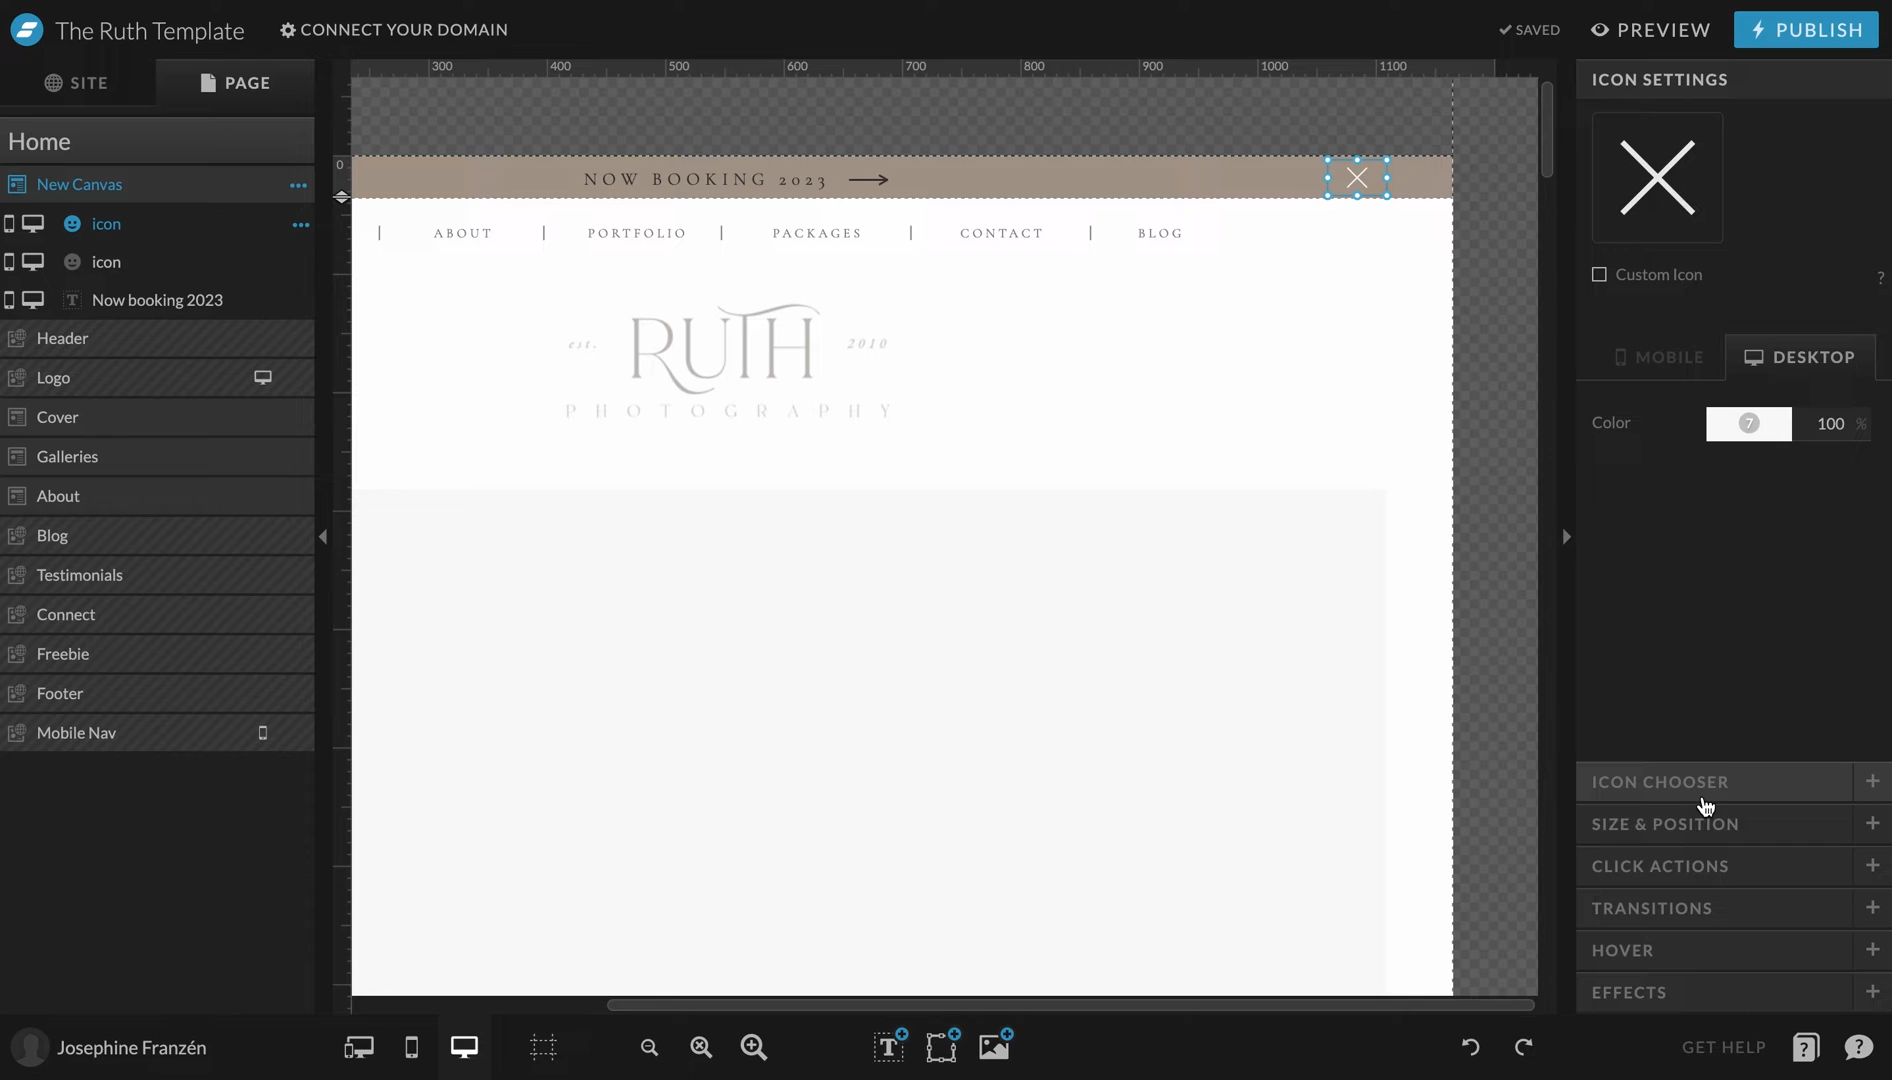 The Ruth Template
CONNECT YOUR DOMAIN
SAVED
PREVIEW
PUBLISH
SITE
PAGE
300 400 500 600 700 800 900 1000 1100
ICON SETTINGS
Home
0
NOW BOOKING 2023
New Canvas
icon
icon
Now booking 2023
Header
Logo
Cover
Galleries
About
Blog
Testimonials
Connect
Freebie
Footer
Mobile Nav
| ABOUT | PORTFOLIO | PACKAGES | CONTACT | BLOG
est. RUTH 2010
PHOTOGRAPHY
Custom Icon
?
MOBILE
DESKTOP
Color
7
100 %
ICON CHOOSER +
SIZE & POSITION +
CLICK ACTIONS +
TRANSITIONS +
HOVER +
EFFECTS +
Josephine Franzén
T
GET HELP
?
?